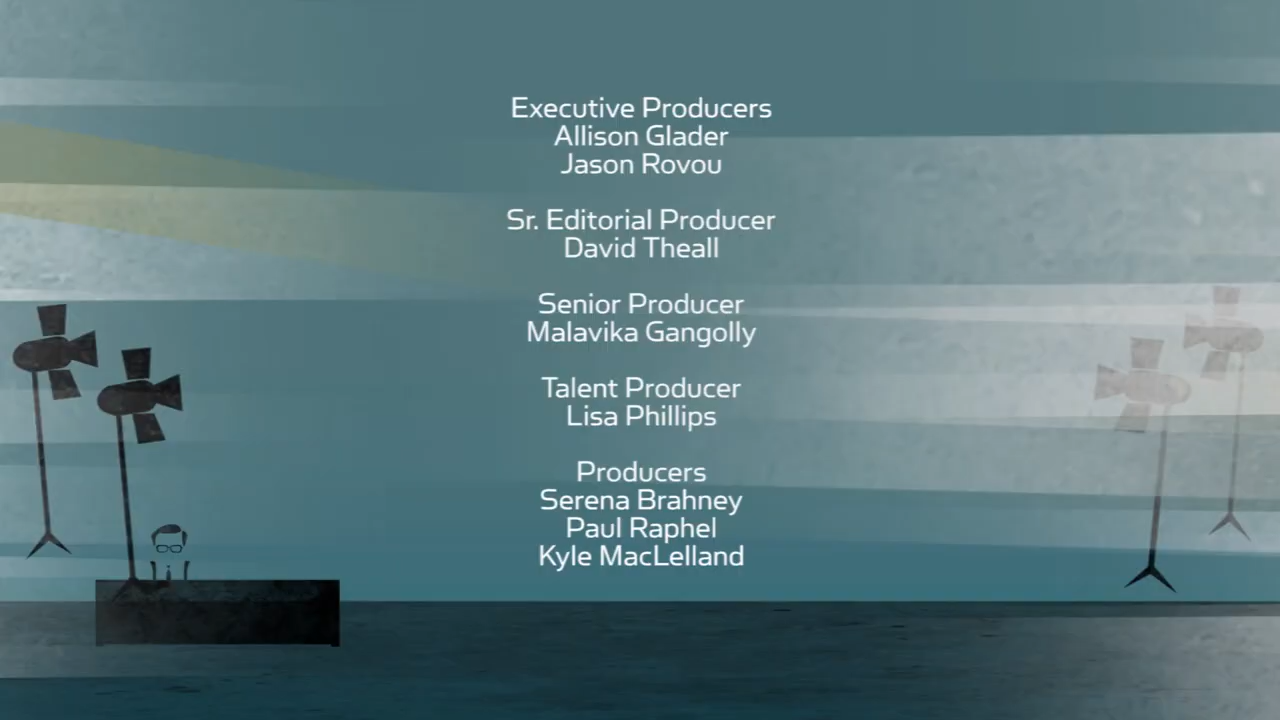 Executive Producers
Allison Glader
Jason Rovou
Sr. Editorial Producer
David Theall
Senior Producer
Malavika Gangolly
Talent Producer
Lisa Phillips
Producers
Serena Brahney
Paul Raphel
Kyle MacLelland